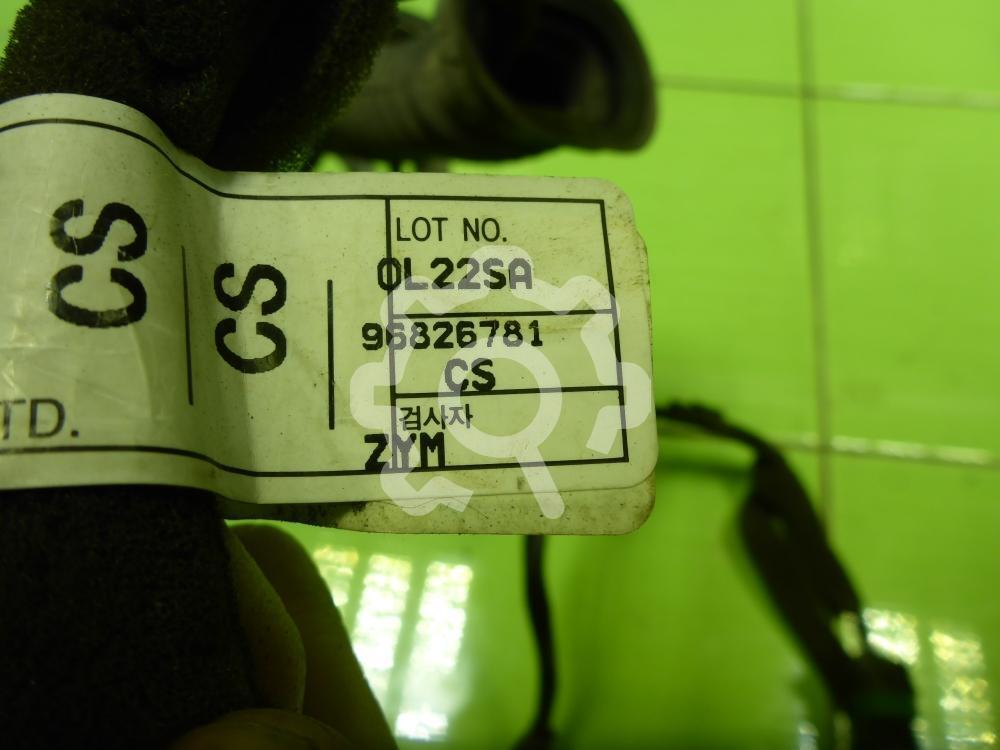 CS
CS
TD.
LOT NO.
0L22SA
96826781
CS
검사자
ZYM